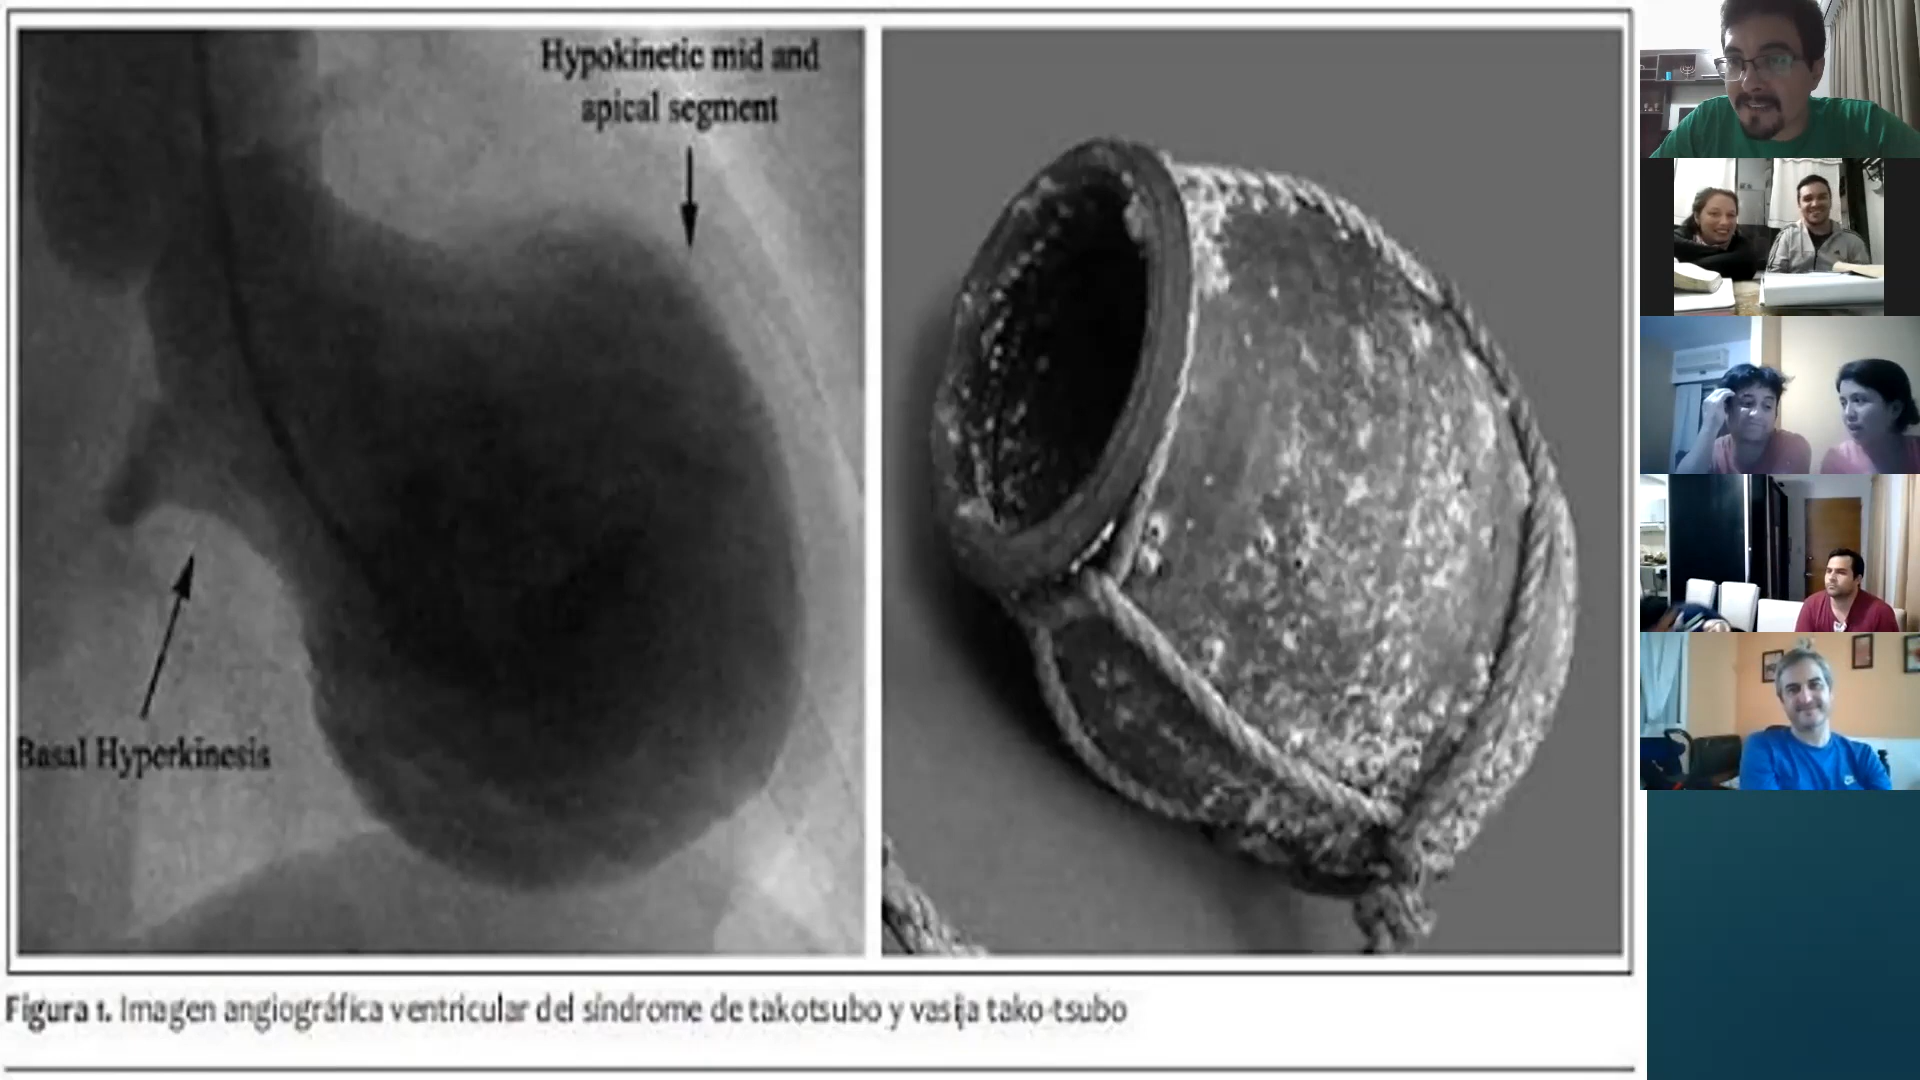 Hypokinetic mid and
apical segment
Basal Hyperkinesis
Figura 1. Imagen angiográfica ventricular del síndrome de takotsubo y vasija tako-tsubo